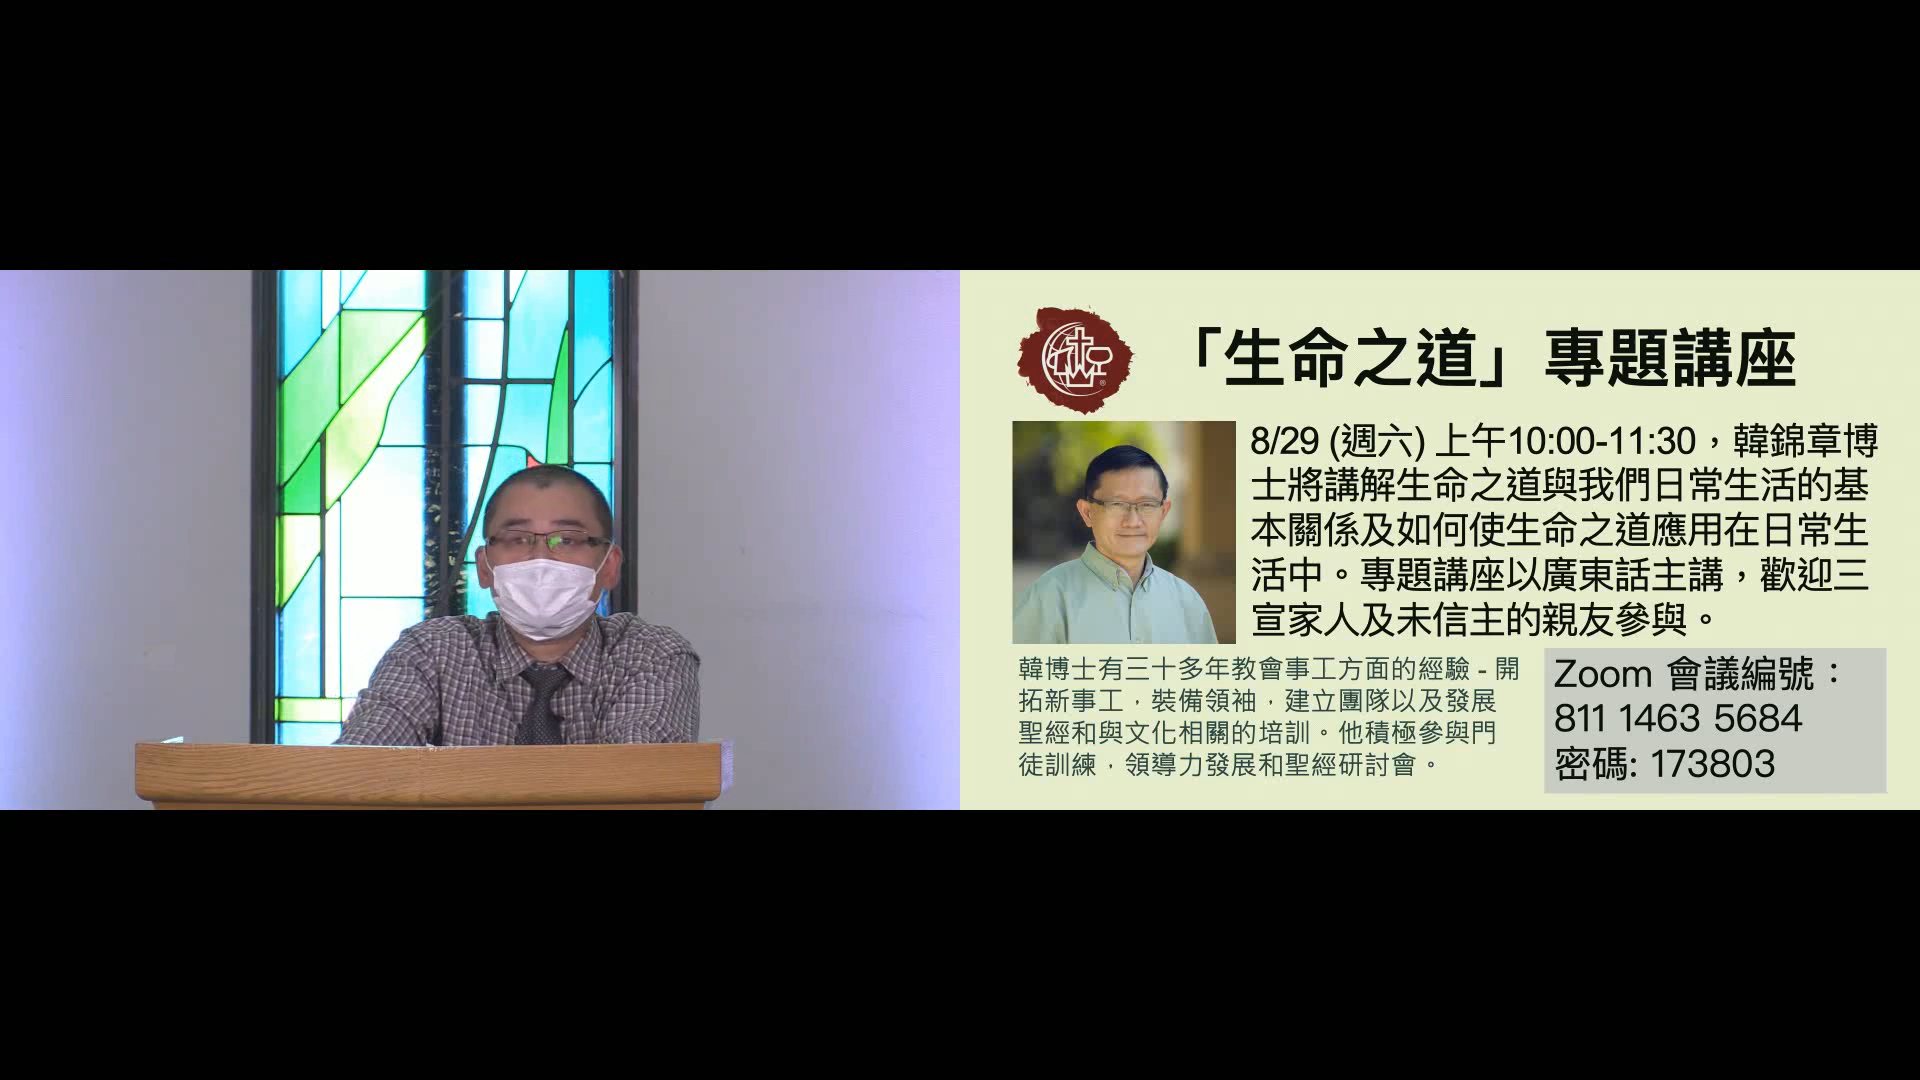 「生命之道」專題講座
8/29 (週六) 上午10:00-11:30，韓錦章博
士將講解生命之道與我們日常生活的基
本關係及如何使生命之道應用在日常生
活中。專題講座以廣東話主講，歡迎三
宣家人及未信主的親友參與。
韓博士有三十多年教會事工方面的經驗 - 開
拓新事工，裝備領袖，建立團隊以及發展
聖經和與文化相關的培訓。他積極參與門
徒訓練，領導力發展和聖經研討會。
Zoom 會議編號：
811 1463 5684
密碼: 173803